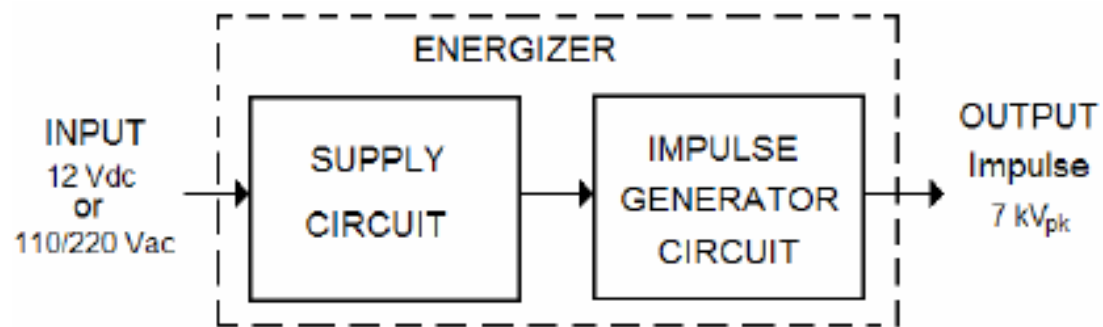 ENERGIZER
INPUT
12 Vdc
or
110/220 Vac
SUPPLY
CIRCUIT
IMPULSE
GENERATOR
CIRCUIT
OUTPUT
Impulse
7 kVpk